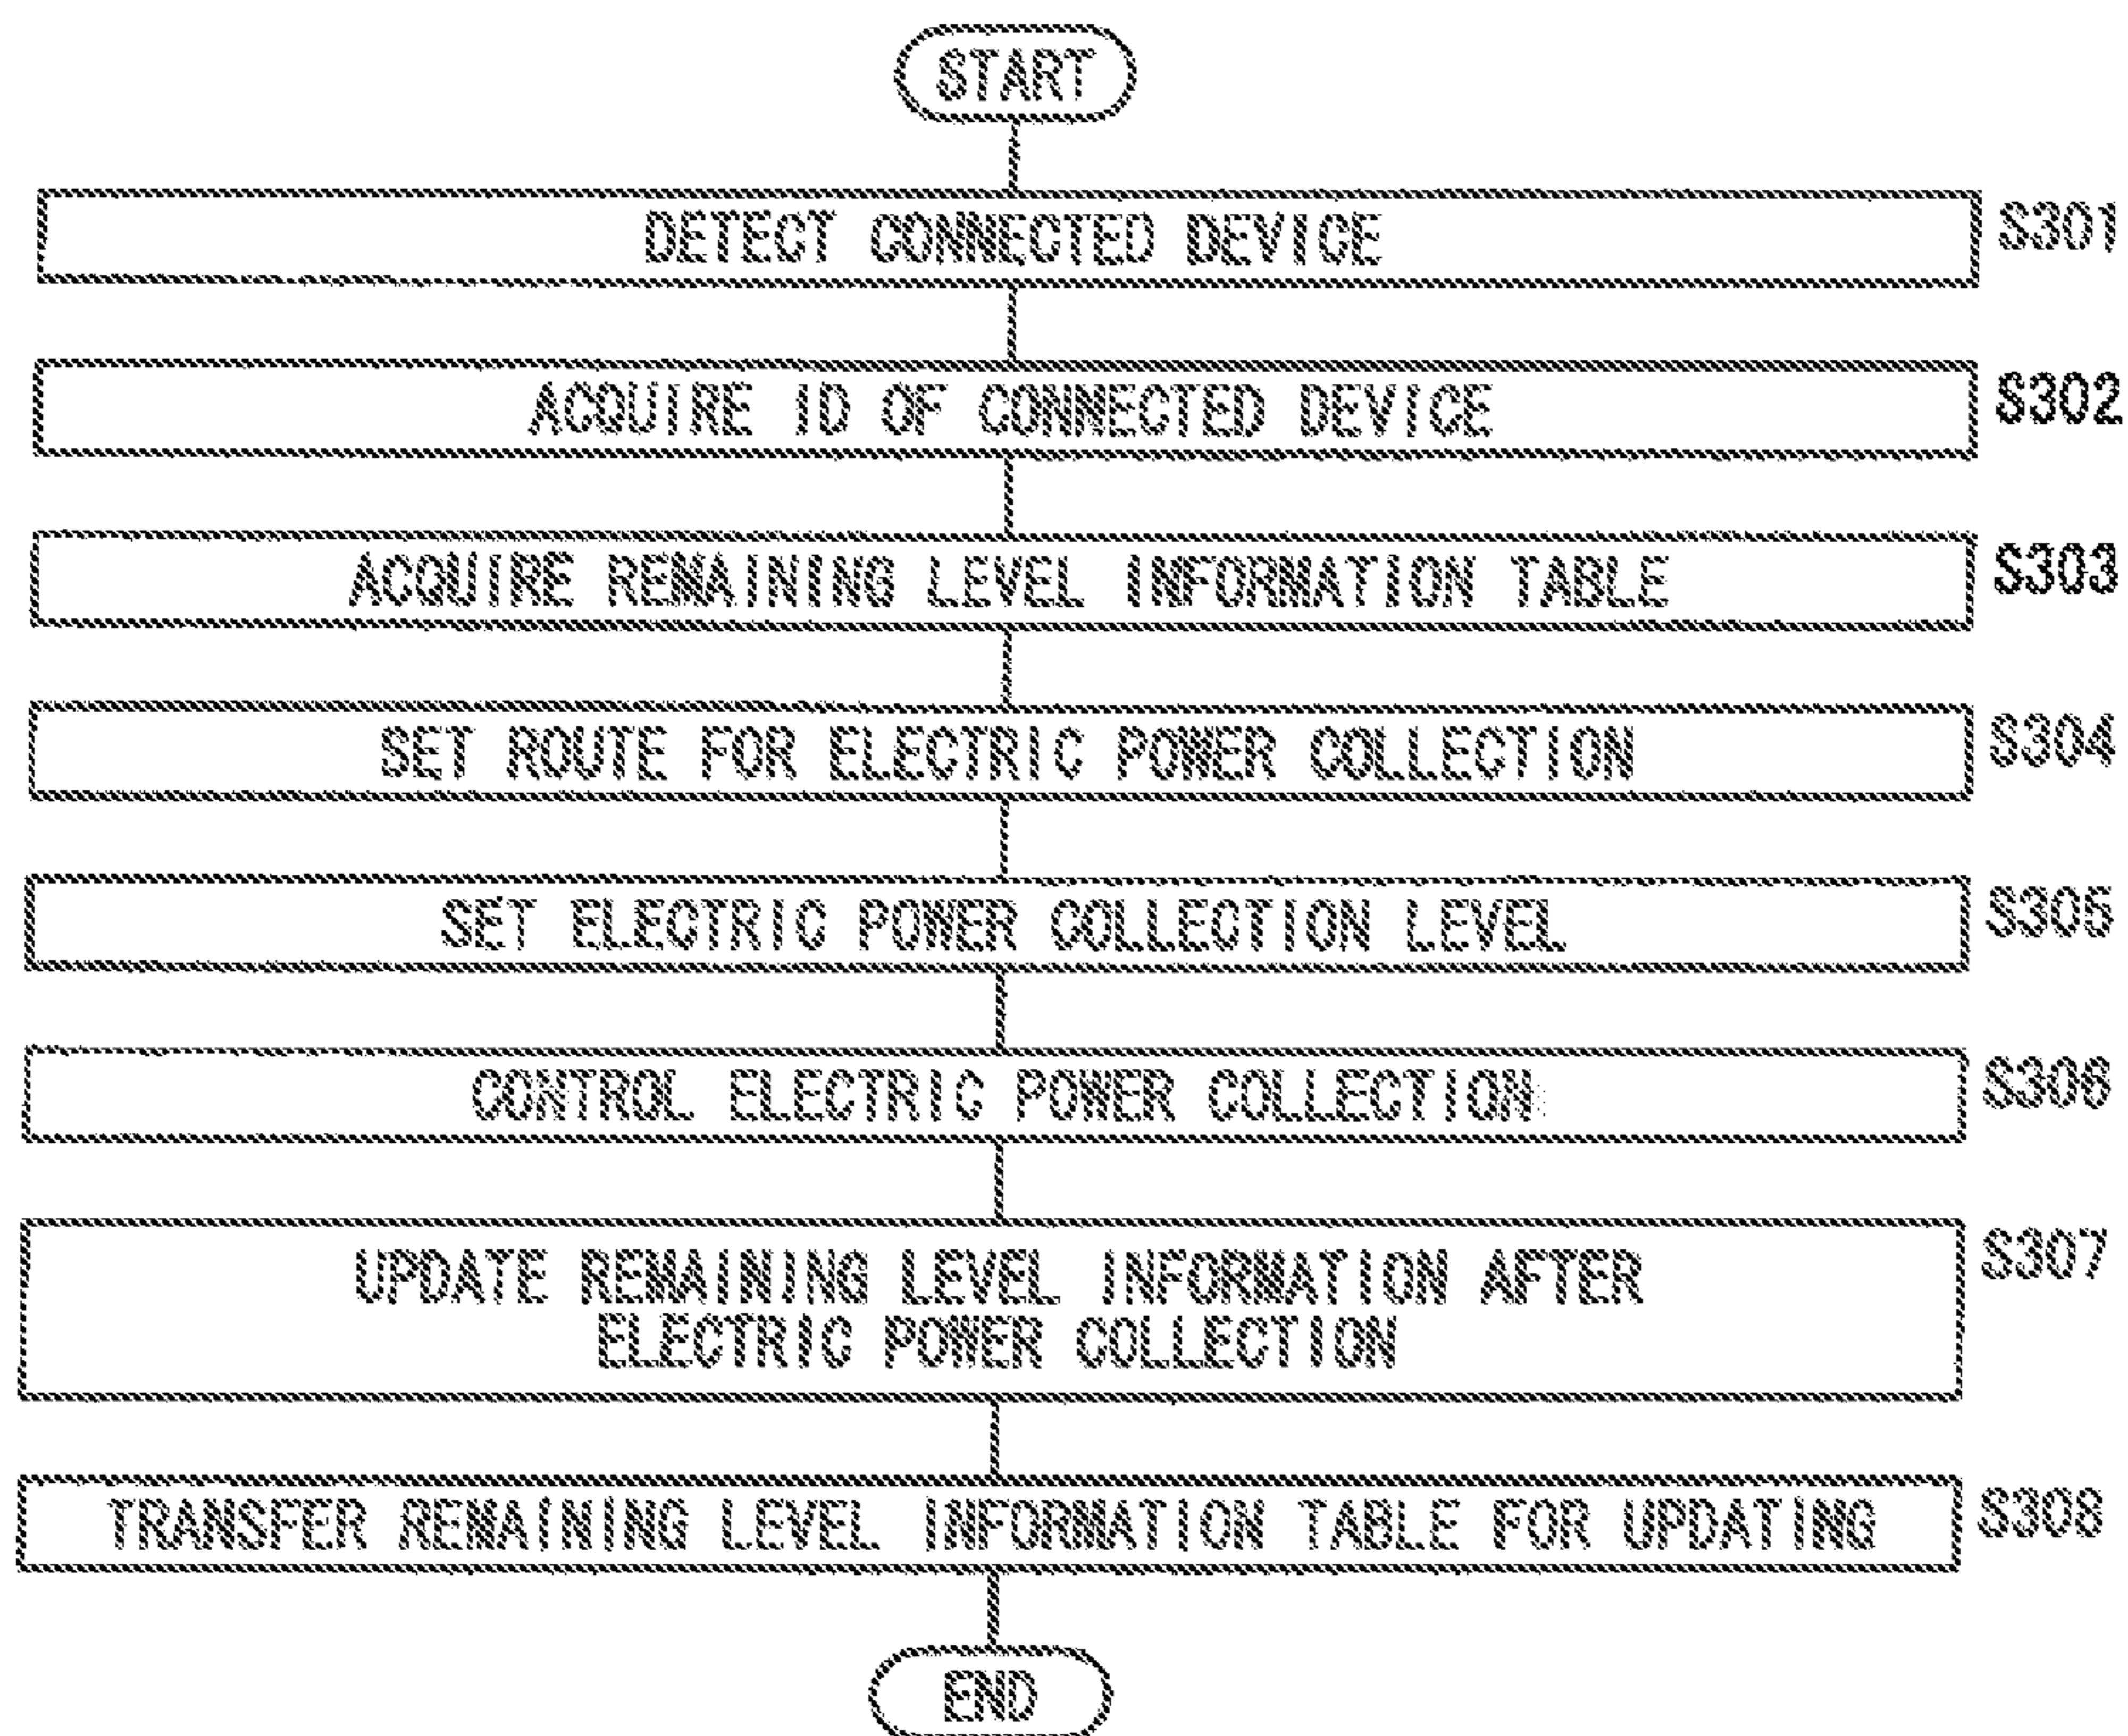 START
DETECT CONNECTED DEVICE S301
ACQUIRE ID OF CONNECTED DEVICE S302
ACQUIRE REMAINING LEVEL INFORMATION TABLE S303
SET ROUTE FOR ELECTRIC POWER COLLECTION S304
SET ELECTRIC POWER COLLECTION LEVEL S305
CONTROL ELECTRIC POWER COLLECTION S306
UPDATE REMAINING LEVEL INFORMATION AFTER S307
ELECTRIC POWER COLLECTION
TRANSFER REMAINING LEVEL INFORMATION TABLE FOR UPDATING S308
END